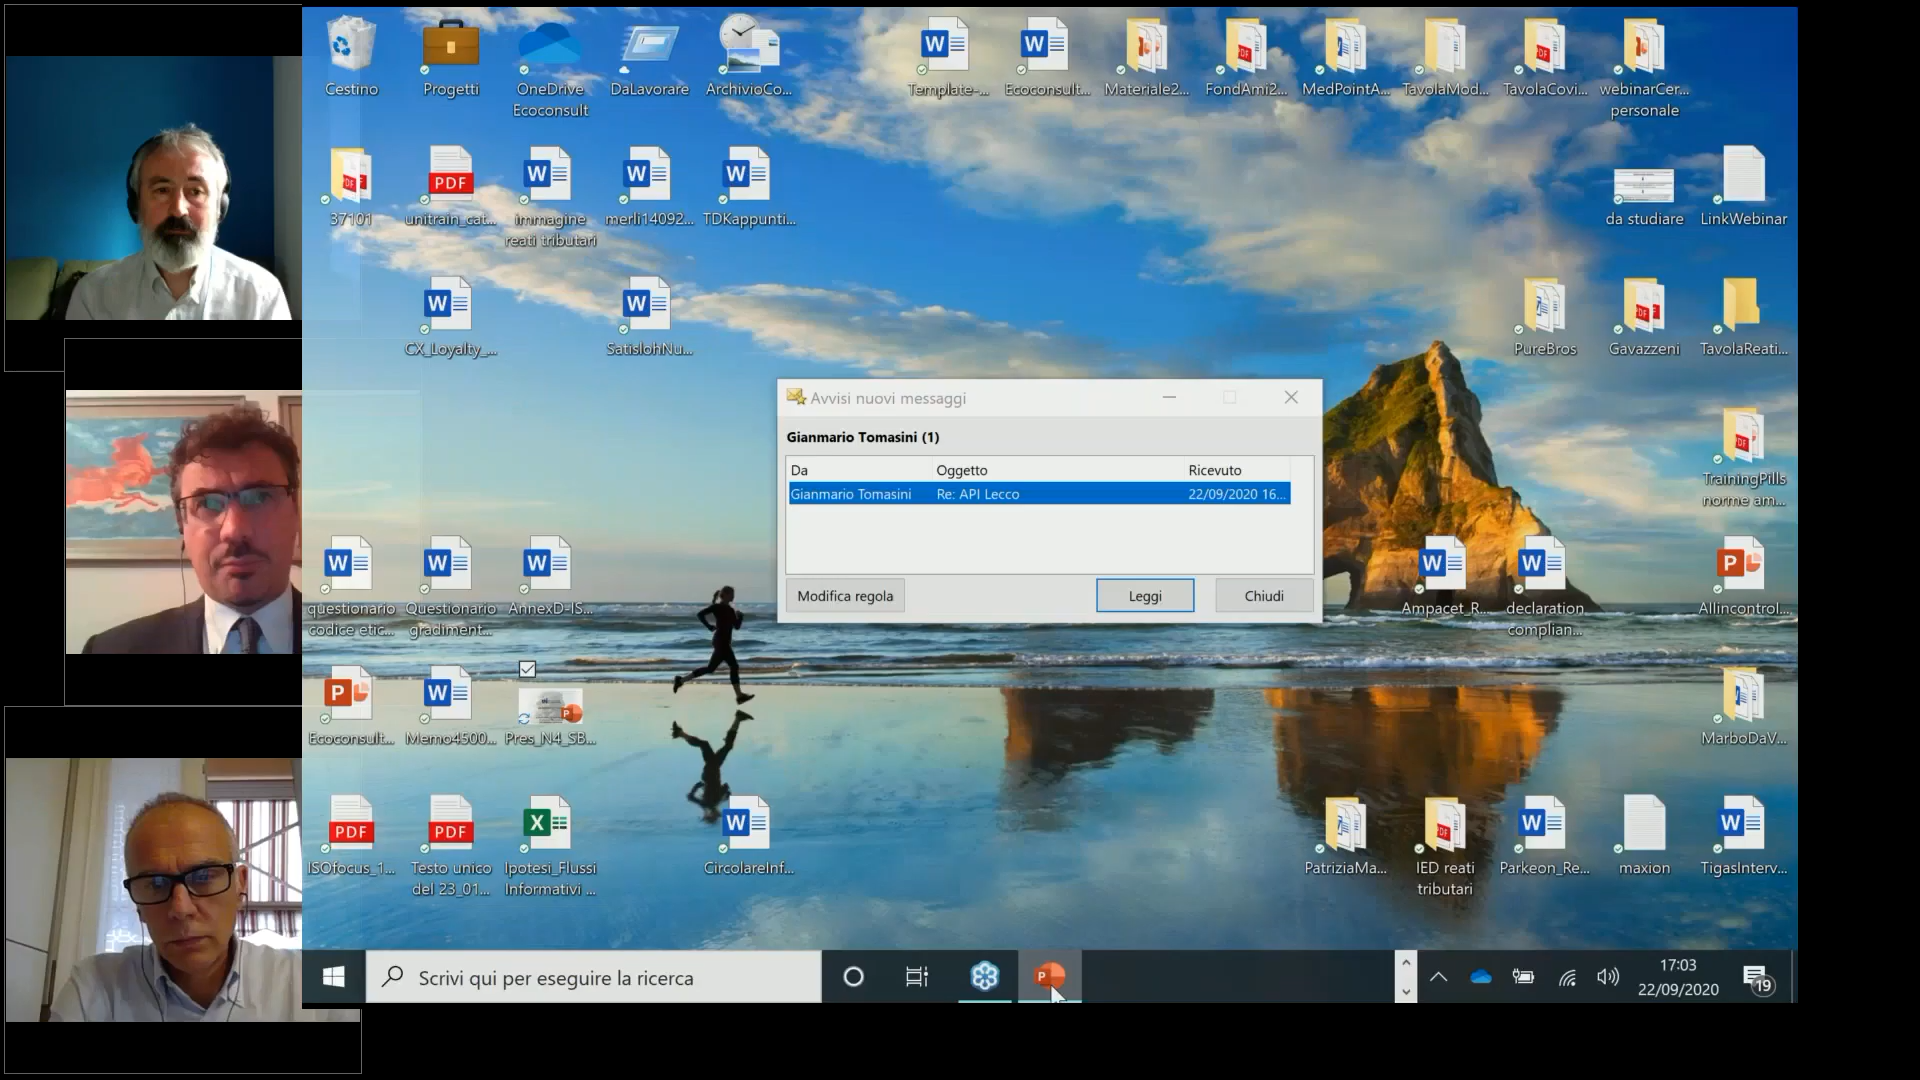 Cestino
Progetti
OneDrive
Ecoconsult
DaLavorare
ArchivioCo...
Template-...
Ecoconsult...
Materiale2...
FondAmi2...
MedPointA...
TavolaMod...
TavolaCovi...
webinarCer...
personale
37101
PDF
unitrain_cat...
immagine
reati tributari
merli14092...
TDKappunti...
da studiare
LinkWebinar
CX_Loyalty_...
SatislohNu...
PureBros
Gavazzeni
TavolaReati...
Avvisi nuovi messaggi
Gianmario Tomasini (1)
Da Oggetto Ricevuto
Gianmario Tomasini Re: API Lecco 22/09/2020 16...
Modifica regola
Leggi
Chiudi
TrainingPills
norme am...
questionario
codice etic...
Questionario
gradiment...
AnnexD-IS...
Ampacet_R...
declaration
complian...
Allincontrol...
Ecoconsult...
Memo4500...
Pres_N4_SB...
MarboDaV...
PDF
ISOfocus_1...
PDF
Testo unico
del 23_01...
Ipotesi_Flussi
Informativi ...
CircolareInf...
PatriziaMa...
IED reati
tributari
Parkeon_Re...
maxion
TigasInterv...
Scrivi qui per eseguire la ricerca
17:03
22/09/2020
19